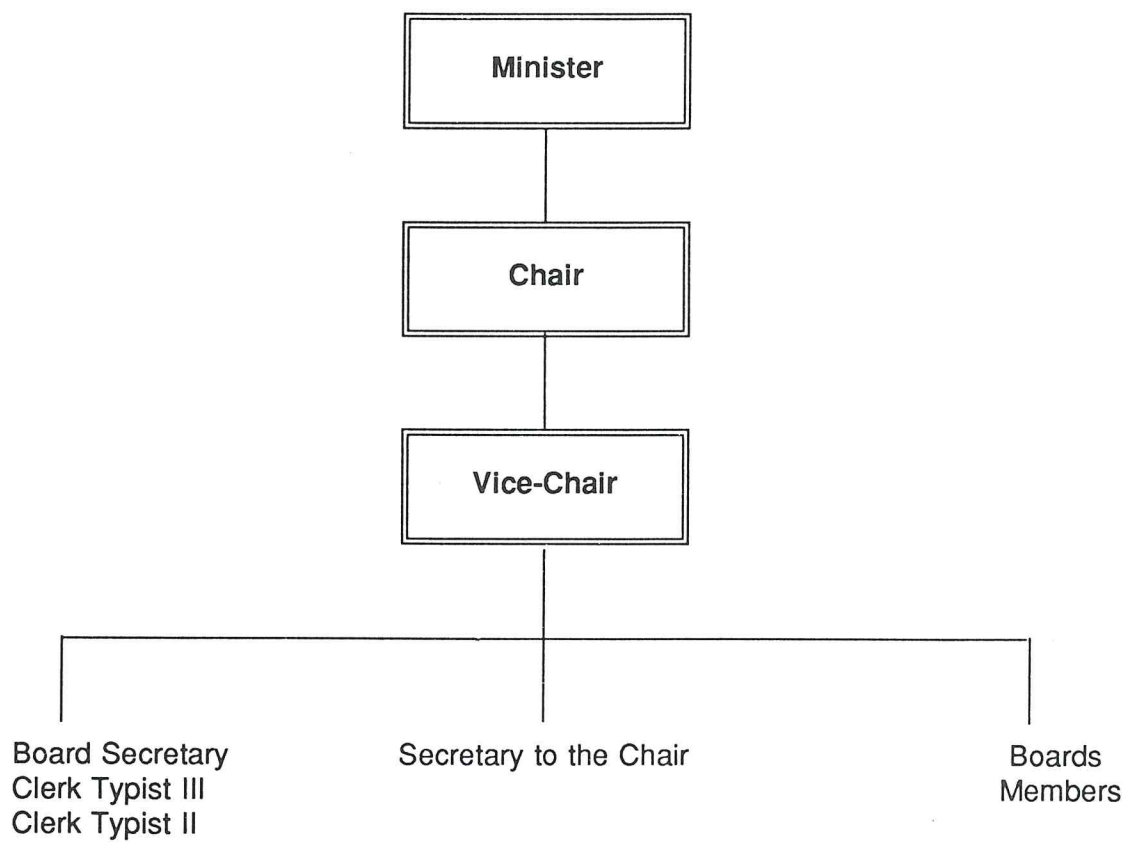 Minister
Chair
Vice-Chair
Board Secretary
Clerk Typist III
Clerk Typist II
Secretary to the Chair
Boards
Members